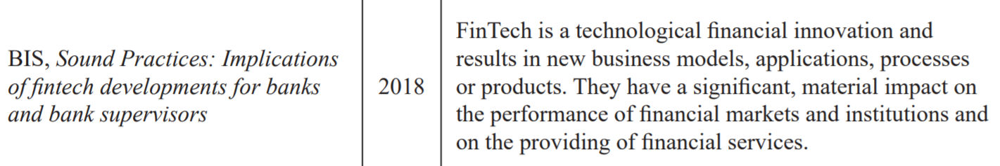 BIS, Sound Practices: Implications
of fintech developments for banks
and bank supervisors
2018
FinTech is a technological financial innovation and
results in new business models, applications, processes
or products. They have a significant, material impact on
the performance of financial markets and institutions and
on the providing of financial services.